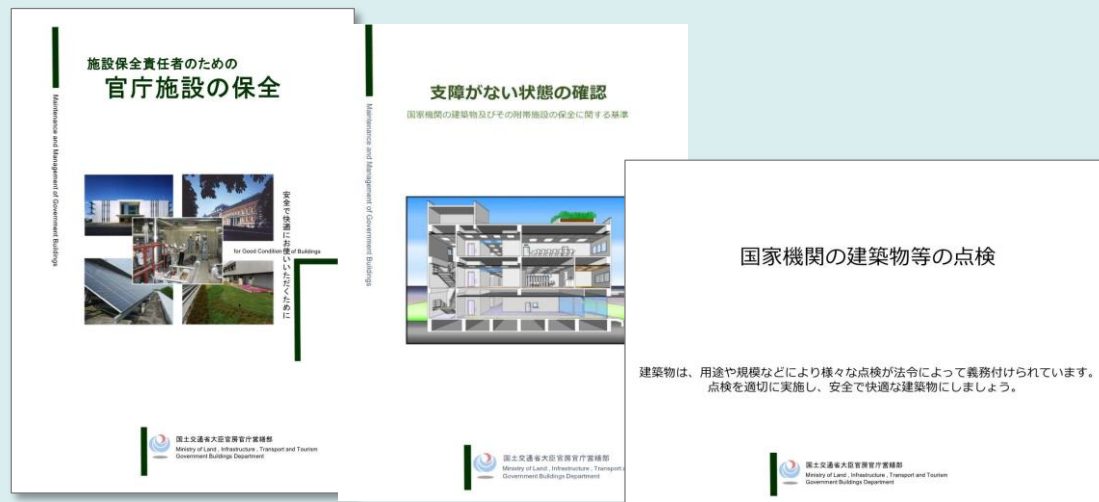 施設保全責任者のための
官庁施設の保全
Maintenance and Management of Government Buildings
安全で快適にお使いいただくために
for Good Condition of Buildings
国土交通省大臣官房官庁営繕部
Ministry of Land , Infrastructure , Transport and Tourism
Government Buildings Department
支障がない状態の確認
国家機関の建築物及びその附帯施設の保全に関する基準
Maintenance and Management of Government Buildings
国土交通省大臣官房官庁営繕部
Ministry of Land , Infrastructure , Transport a
Government Buildings Department
国家機関の建築物等の点検
建築物は、用途や規模などにより様々な点検が法令によって義務付けられています。
点検を適切に実施し、安全で快適な建築物にしましょう。
国土交通省大臣官房官庁営繕部
Ministry of Land , Infrastructure , Transport and Tourism
Government Buildings Department